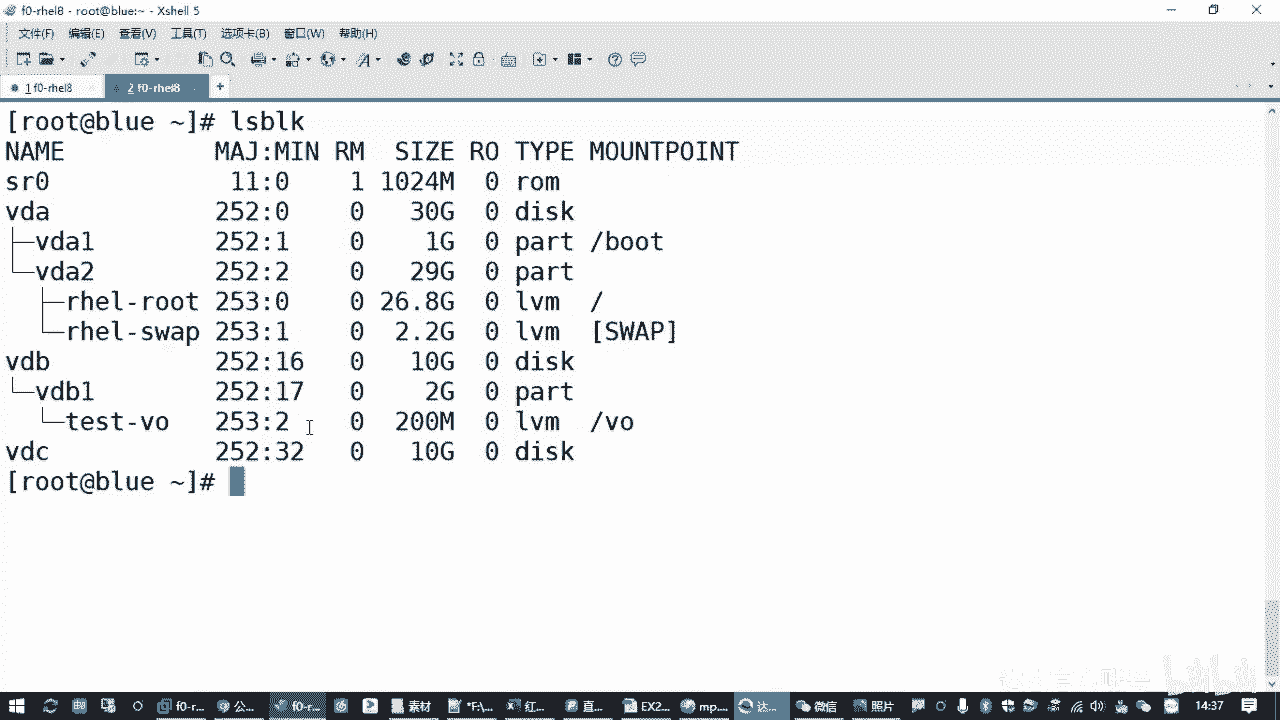 f0-rhel8 - root@blue:~ - Xshell 5
文件(F) 编辑(E) 查看(V) 工具(T) 选项卡(B) 窗口(W) 帮助(H)
1 f0-rhel8 2 f0-rhel8 +
[root@blue ~]# lsblk
NAME MAJ:MIN RM SIZE RO TYPE MOUNTPOINT
sr0 11:0 1 1024M 0 rom
vda 252:0 0 30G 0 disk
├─vda1 252:1 0 1G 0 part /boot
└─vda2 252:2 0 29G 0 part
├─rhel-root 253:0 0 26.8G 0 lvm /
└─rhel-swap 253:1 0 2.2G 0 lvm [SWAP]
vdb 252:16 0 10G 0 disk
└─vdb1 252:17 0 2G 0 part
└─test-vo 253:2 0 200M 0 lvm /vo
vdc 252:32 0 10G 0 disk
[root@blue ~]#
f0-r... 公... f0-r... 素材 *F:\... 红... 直... EX2... mp... 达... 微信 照片 14:37